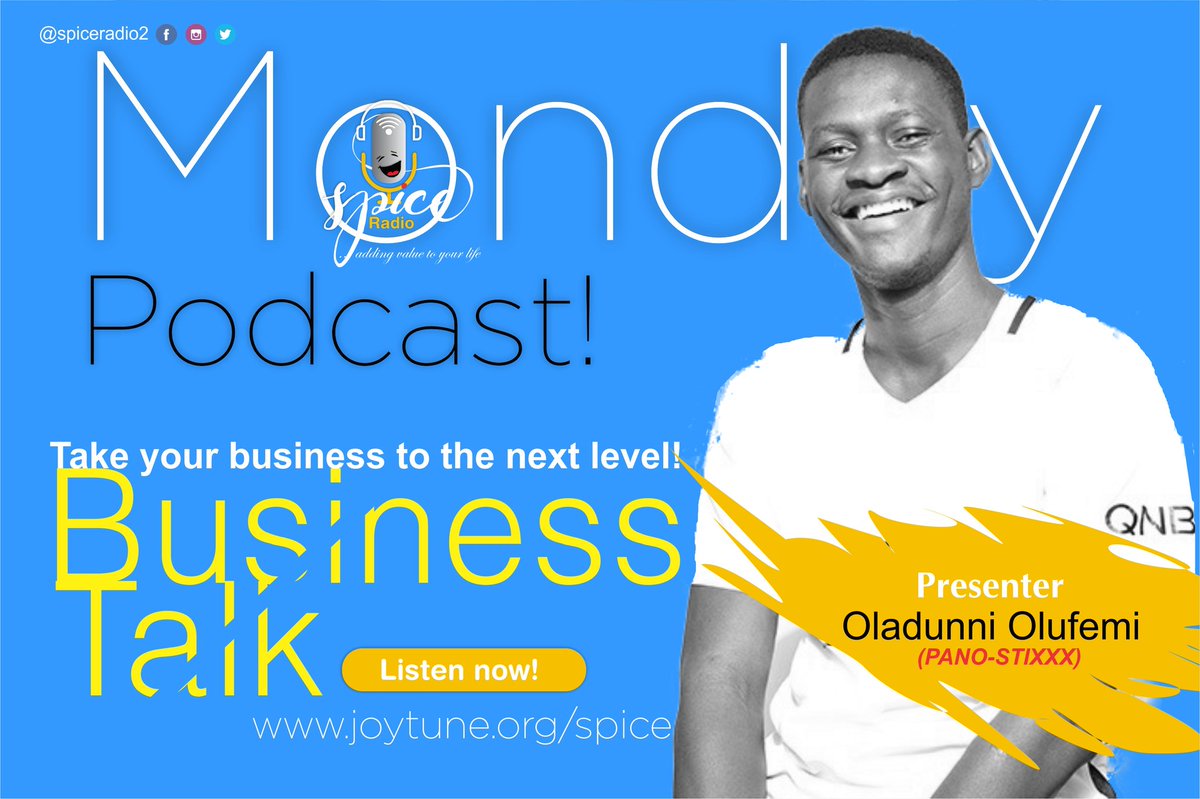 @spiceradio2
Monday
spice
Radio
...adding value to your life
Podcast!
Take your business to the next level!
Business
Talk
Listen now!
www.joytune.org/spice
QNB
Presenter
Oladunni Olufemi
(PANO-STIXXX)